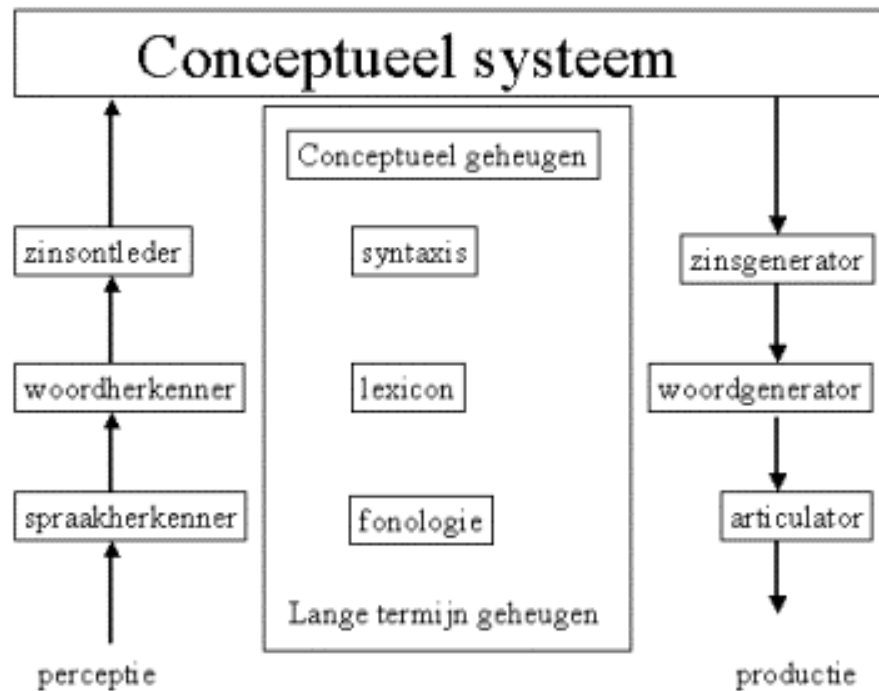 Conceptueel systeem
Conceptueel geheugen
zinsontleder
syntaxis
zinsgenerator
woordherkenner
lexicon
woordgenerator
spraakherkenner
fonologie
articulator
Lange termijn geheugen
perceptie
productie